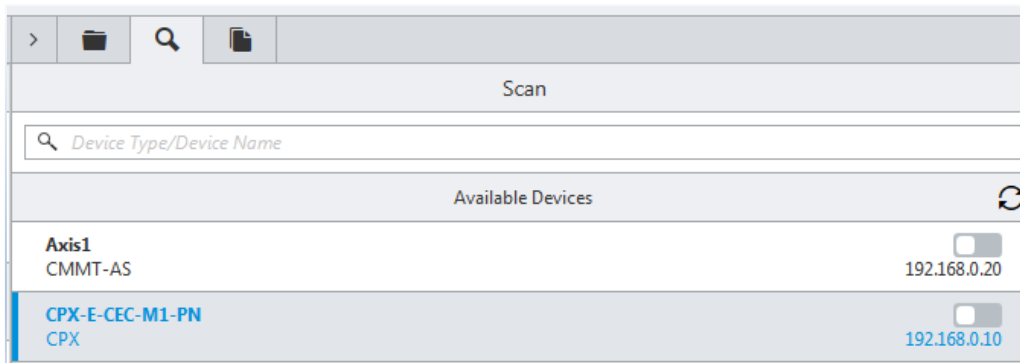 Scan
Device Type/Device Name
Available Devices
Axis1
CMMT-AS
192.168.0.20
CPX-E-CEC-M1-PN
CPX
192.168.0.10